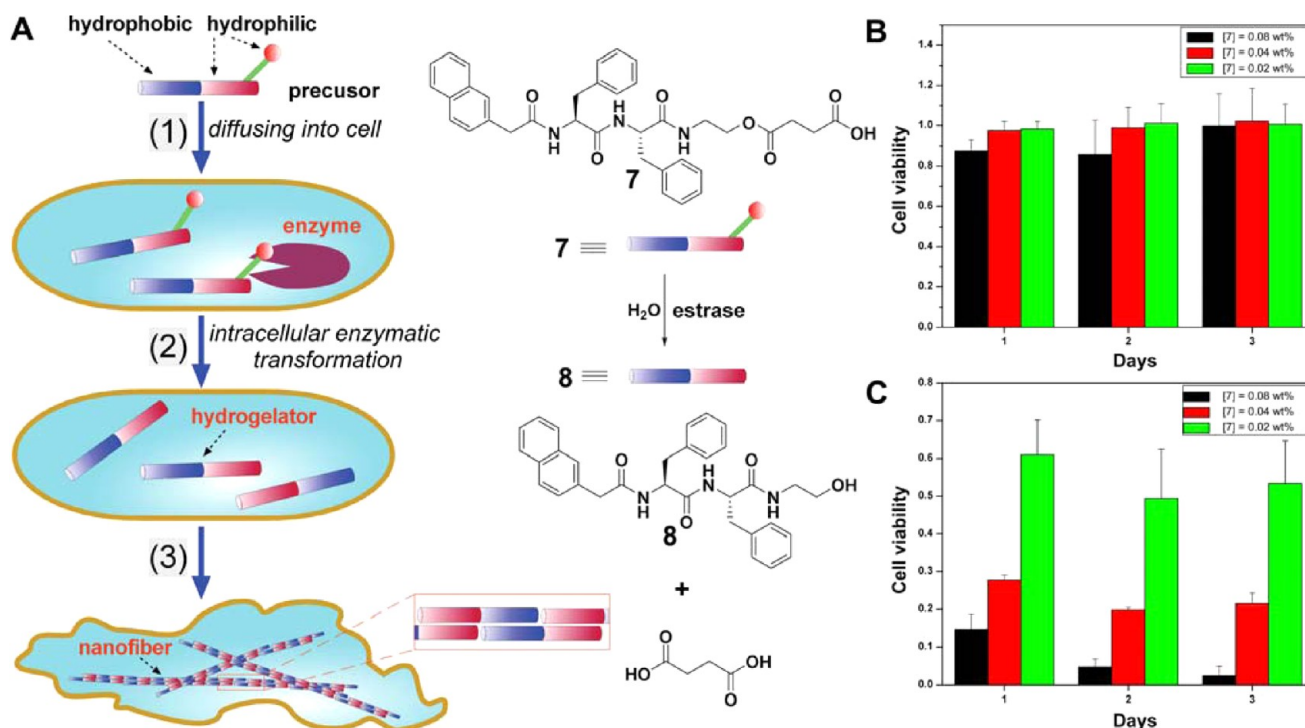 A
hydrophobic hydrophilic
precusor
(1)
diffusing into cell
enzyme
(2)
intracellular enzymatic
transformation
hydrogelator
(3)
nanofiber
O
H
N
O
N
H
O
H
N
O
O
O
OH
7
7
H₂O estrase
8
O
H
N
O
N
H
O
N
H
OH
8
+
O
HO
OH
O
B
[7] = 0.08 wt%
[7] = 0.04 wt%
[7] = 0.02 wt%
Cell viability
1.4
1.2
1.0
0.8
0.6
0.4
0.2
0.0
1 2 3
Days
C
[7] = 0.08 wt%
[7] = 0.04 wt%
[7] = 0.02 wt%
Cell viability
0.8
0.7
0.6
0.5
0.4
0.3
0.2
0.1
0.0
1 2 3
Days